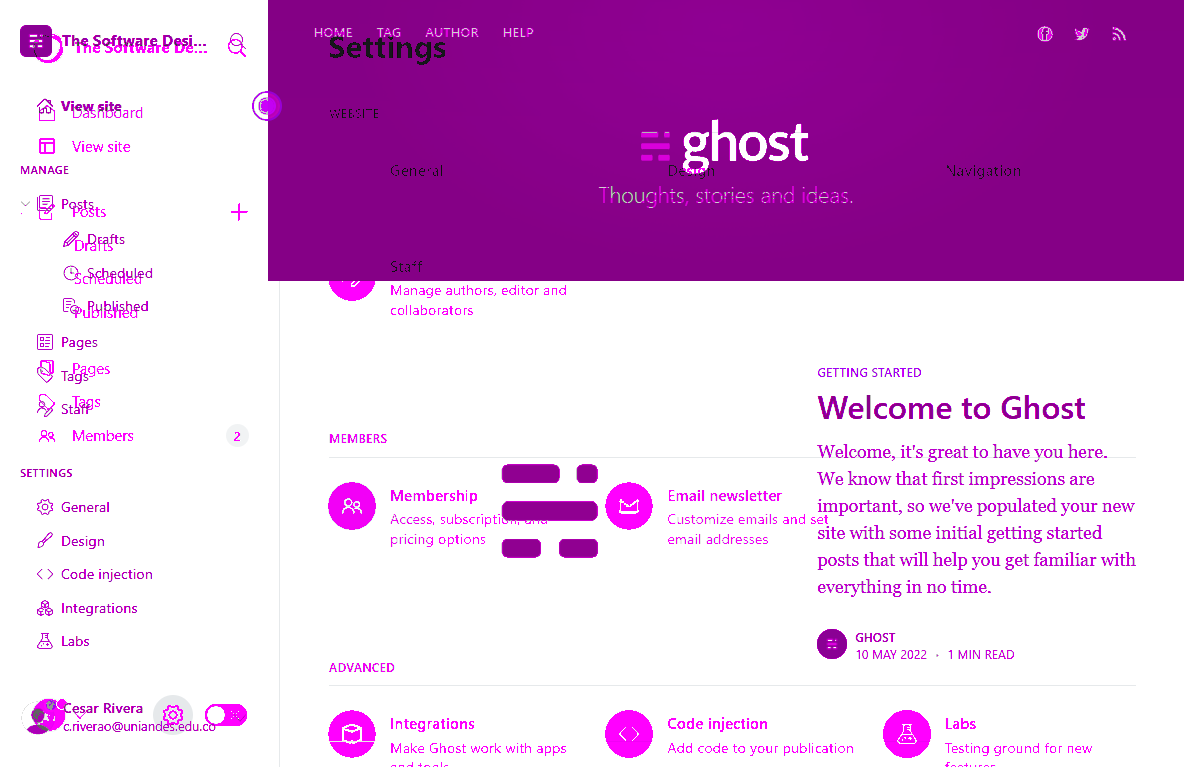 The Software Desi...
The Software De...
View site
Dashboard
View site
MANAGE
Posts
Posts
Drafts
Drafts
Scheduled
Scheduled
Published
Published
Pages
Pages
Tags
Tags
Staff
Members
2
SETTINGS
General
Design
Code injection
Integrations
Labs
Cesar Rivera
c.riverao@uniandes.edu.co
HOME TAG AUTHOR HELP
Settings
WEBSITE
ghost
General Design Navigation
Thoughts, stories and ideas.
Staff
Manage authors, editor and
collaborators
GETTING STARTED
Welcome to Ghost
Welcome, it's great to have you here.
We know that first impressions are
important, so we've populated your new
site with some initial getting started
posts that will help you get familiar with
everything in no time.
GHOST
10 MAY 2022 • 1 MIN READ
MEMBERS
Membership
Access, subscription, and
pricing options
Email newsletter
Customize emails and set
email addresses
ADVANCED
Integrations
Make Ghost work with apps
and tools
Code injection
Add code to your publication
Labs
Testing ground for new
features